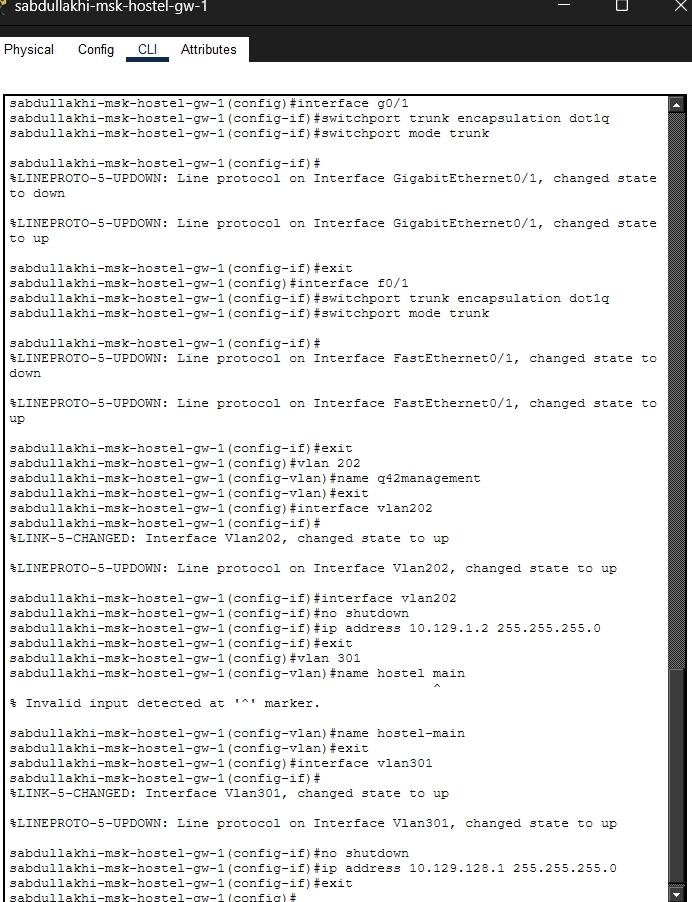 sabdullakhi-msk-hostel-gw-1
Physical Config CLI Attributes
sabdullakhi-msk-hostel-gw-1(config)#interface g0/1
sabdullakhi-msk-hostel-gw-1(config-if)#switchport trunk encapsulation dot1q
sabdullakhi-msk-hostel-gw-1(config-if)#switchport mode trunk
sabdullakhi-msk-hostel-gw-1(config-if)#
%LINEPROTO-5-UPDOWN: Line protocol on Interface GigabitEthernet0/1, changed state
to down
%LINEPROTO-5-UPDOWN: Line protocol on Interface GigabitEthernet0/1, changed state
to up
sabdullakhi-msk-hostel-gw-1(config-if)#exit
sabdullakhi-msk-hostel-gw-1(config)#interface f0/1
sabdullakhi-msk-hostel-gw-1(config-if)#switchport trunk encapsulation dot1q
sabdullakhi-msk-hostel-gw-1(config-if)#switchport mode trunk
sabdullakhi-msk-hostel-gw-1(config-if)#
%LINEPROTO-5-UPDOWN: Line protocol on Interface FastEthernet0/1, changed state to
down
%LINEPROTO-5-UPDOWN: Line protocol on Interface FastEthernet0/1, changed state to
up
sabdullakhi-msk-hostel-gw-1(config-if)#exit
sabdullakhi-msk-hostel-gw-1(config)#vlan 202
sabdullakhi-msk-hostel-gw-1(config-vlan)#name q42management
sabdullakhi-msk-hostel-gw-1(config-vlan)#exit
sabdullakhi-msk-hostel-gw-1(config)#interface vlan202
sabdullakhi-msk-hostel-gw-1(config-if)#
%LINK-5-CHANGED: Interface Vlan202, changed state to up
%LINEPROTO-5-UPDOWN: Line protocol on Interface Vlan202, changed state to up
sabdullakhi-msk-hostel-gw-1(config-if)#interface vlan202
sabdullakhi-msk-hostel-gw-1(config-if)#no shutdown
sabdullakhi-msk-hostel-gw-1(config-if)#ip address 10.129.1.2 255.255.255.0
sabdullakhi-msk-hostel-gw-1(config-if)#exit
sabdullakhi-msk-hostel-gw-1(config)#vlan 301
sabdullakhi-msk-hostel-gw-1(config-vlan)#name hostel main
^
% Invalid input detected at '^' marker.
sabdullakhi-msk-hostel-gw-1(config-vlan)#name hostel-main
sabdullakhi-msk-hostel-gw-1(config-vlan)#exit
sabdullakhi-msk-hostel-gw-1(config)#interface vlan301
sabdullakhi-msk-hostel-gw-1(config-if)#
%LINK-5-CHANGED: Interface Vlan301, changed state to up
%LINEPROTO-5-UPDOWN: Line protocol on Interface Vlan301, changed state to up
sabdullakhi-msk-hostel-gw-1(config-if)#no shutdown
sabdullakhi-msk-hostel-gw-1(config-if)#ip address 10.129.128.1 255.255.255.0
sabdullakhi-msk-hostel-gw-1(config-if)#exit
sabdullakhi-msk-hostel-gw-1(config)#